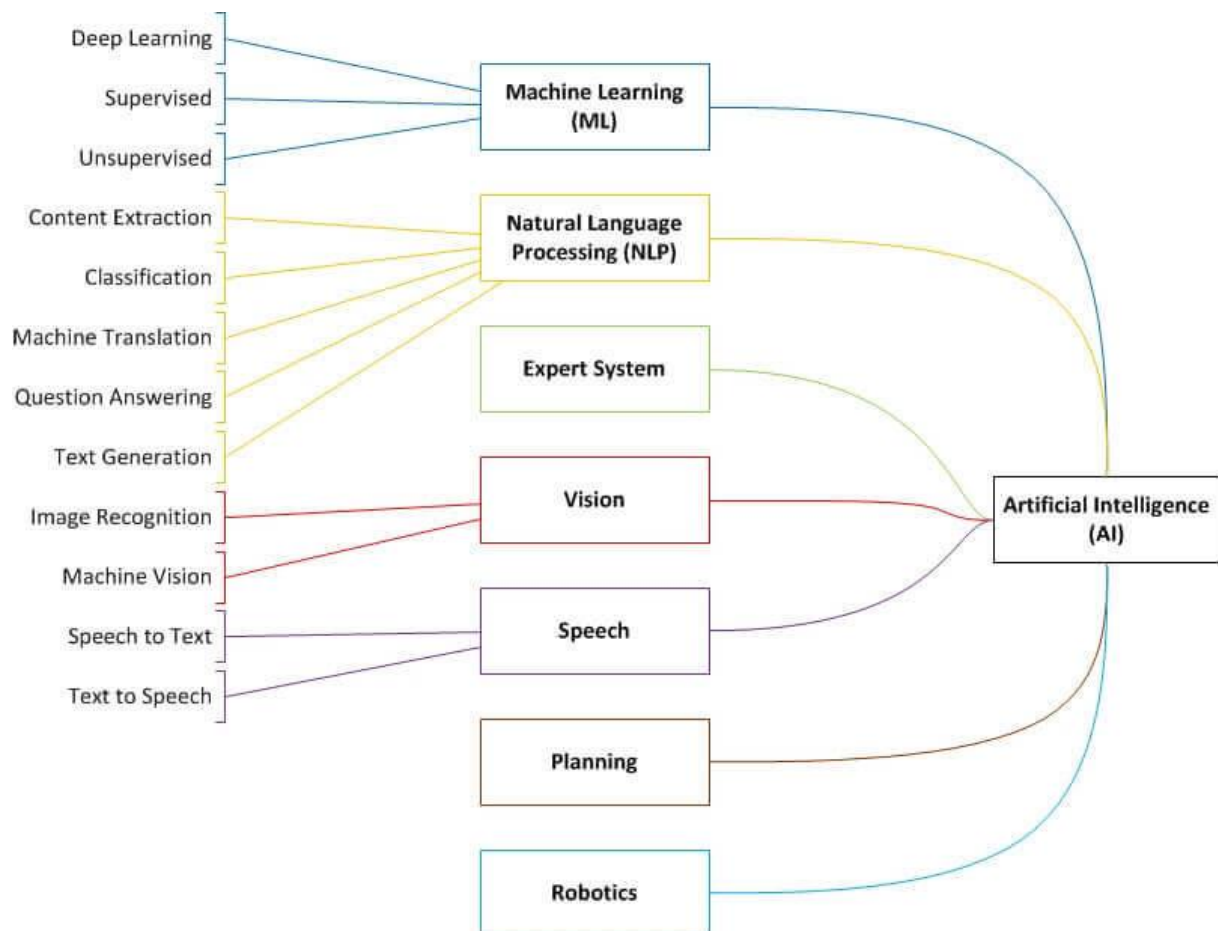 Deep Learning
Supervised
Unsupervised
Content Extraction
Classification
Machine Translation
Question Answering
Text Generation
Image Recognition
Machine Vision
Speech to Text
Text to Speech
Machine Learning
(ML)
Natural Language
Processing (NLP)
Expert System
Vision
Speech
Planning
Robotics
Artificial Intelligence
(AI)